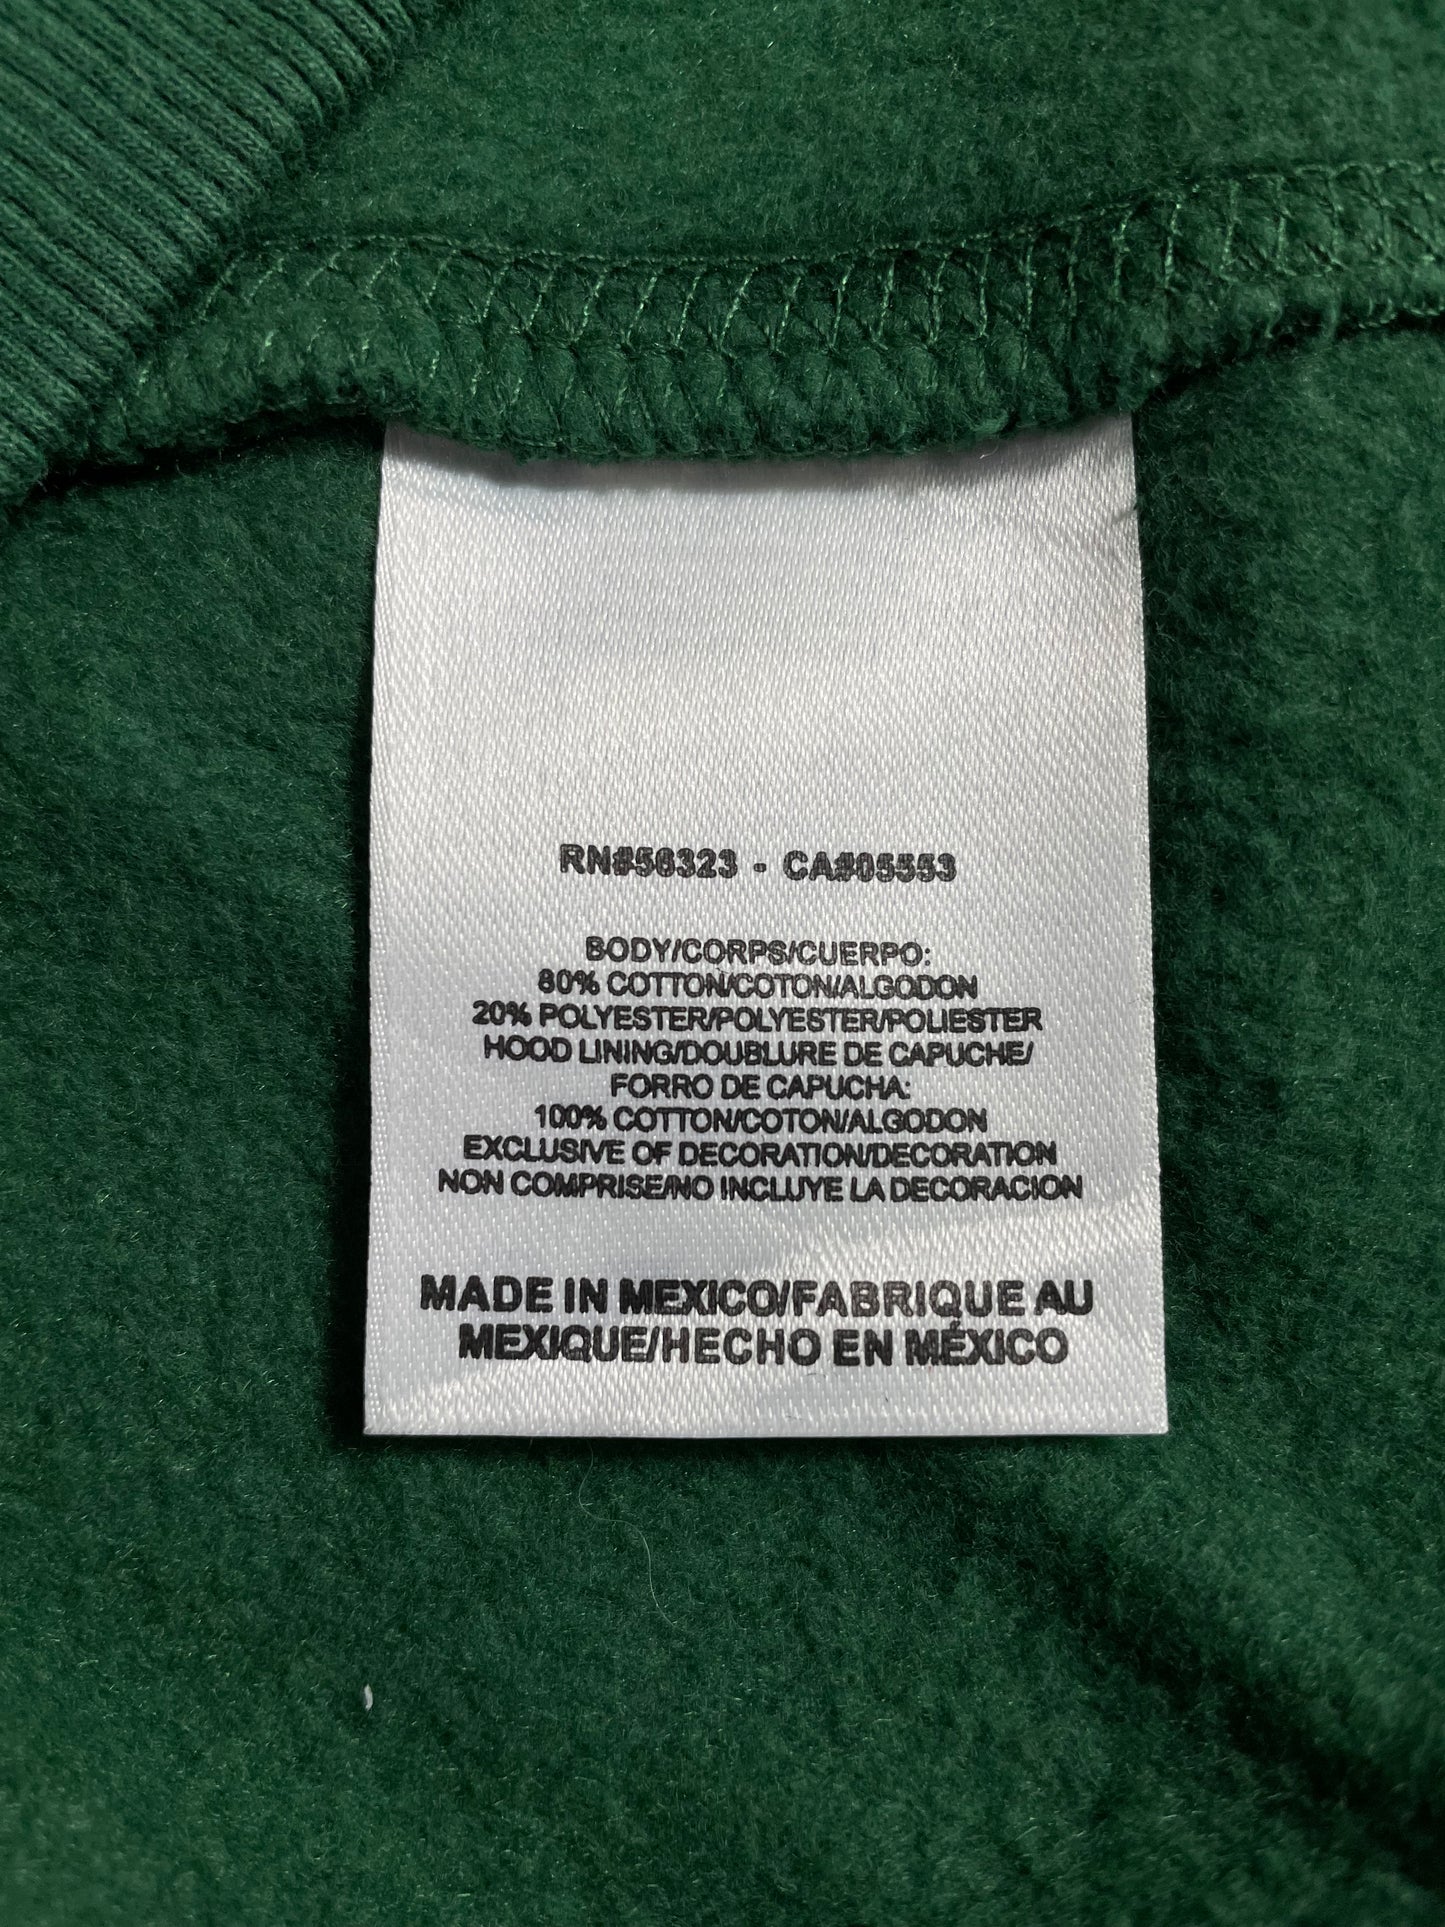 RN#56323 - CA#05553
BODY/CORPS/CUERPO:
80% COTTON/COTON/ALGODON
20% POLYESTER/POLYESTER/POLIESTER
HOOD LINING/DOUBLURE DE CAPUCHE/
FORRO DE CAPUCHA:
100% COTTON/COTON/ALGODON
EXCLUSIVE OF DECORATION/DECORATION
NON COMPRISE/NO INCLUYE LA DECORACION
MADE IN MEXICO/FABRIQUE AU
MEXIQUE/HECHO EN MÉXICO